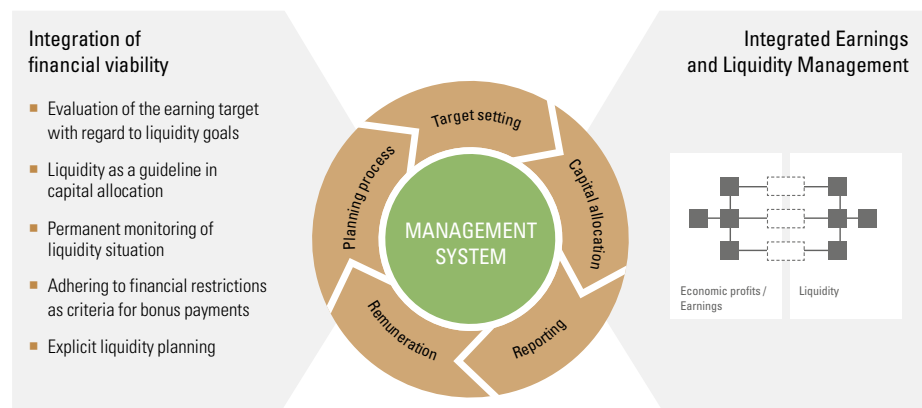 Integration of
financial viability
Evaluation of the earning target
with regard to liquidity goals
Liquidity as a guideline in
capital allocation
Permanent monitoring of
liquidity situation
Adhering to financial restrictions
as criteria for bonus payments
Explicit liquidity planning
Target setting
Capital allocation
Reporting
Remuneration
Planning process
MANAGEMENT
SYSTEM
Integrated Earnings
and Liquidity Management
Economic profits /
Earnings
Liquidity